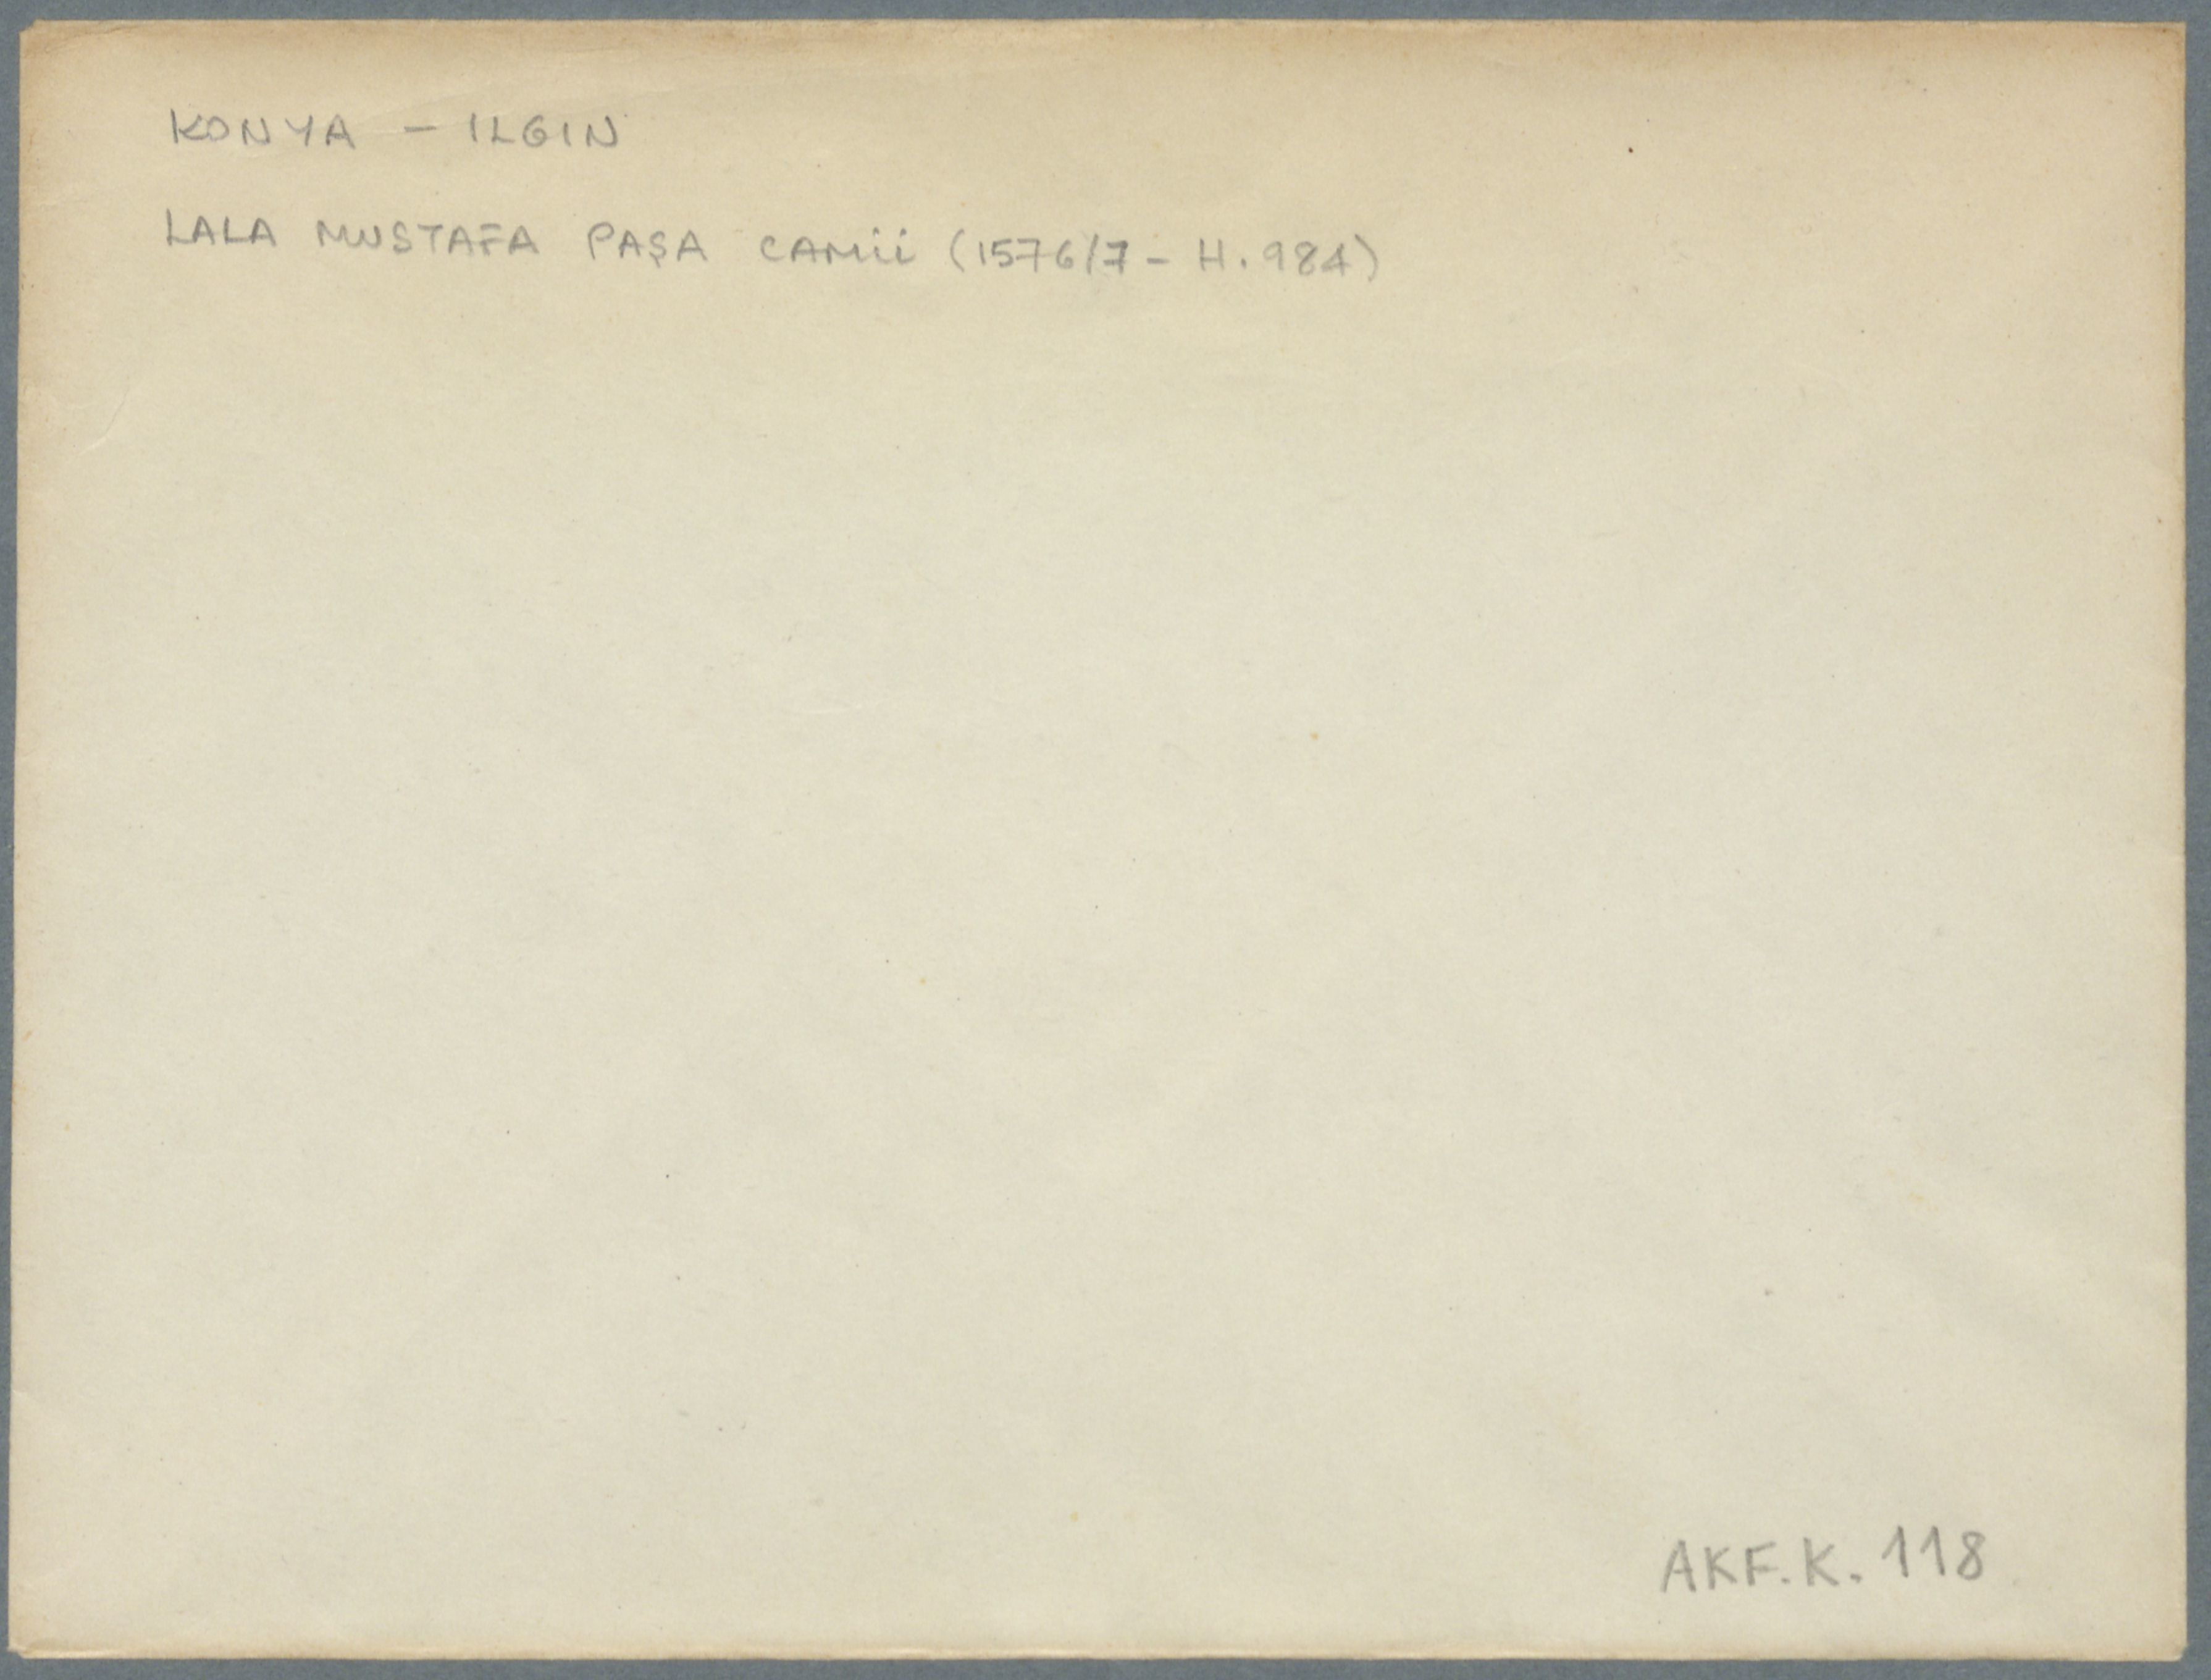 KONYA - ILGIN
LALA MUSTAFA PAŞA CAMİİ (1576/7 - H. 984)
AKF.K. 118